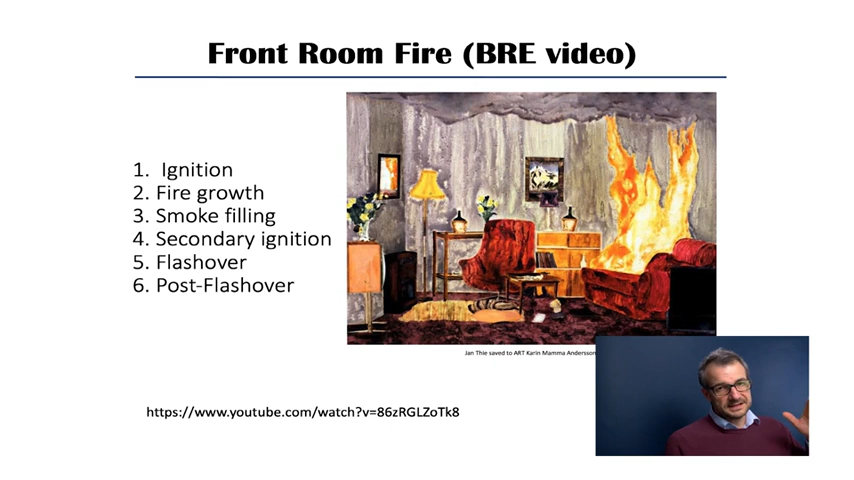 Front Room Fire (BRE video)
1. Ignition
2. Fire growth
3. Smoke filling
4. Secondary ignition
5. Flashover
6. Post-Flashover
Jan Thie saved to ART Karin Mamma Andersson
https://www.youtube.com/watch?v=86zRGLZoTk8